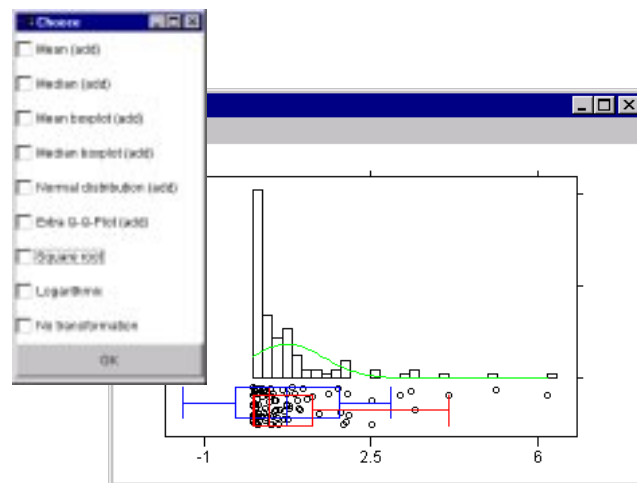 Choose
Mean (add)
Median (add)
Mean boxplot (add)
Median boxplot (add)
Normal distribution (add)
Extra Q-Q-Plot (add)
Square root
Logarithmic
No transformation
OK
-1
2.5
6